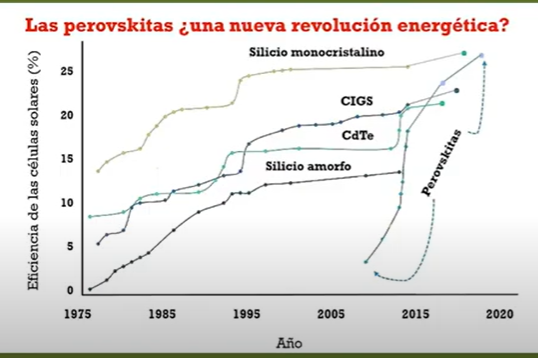 Las perovskitas ¿una nueva revolución energética?
Eficiencia de las células solares (%)
25
20
15
10
5
0
Silicio monocristalino
CIGS
CdTe
Silicio amorfo
Perovskitas
1975
1985
1995
2005
2015
2020
Año